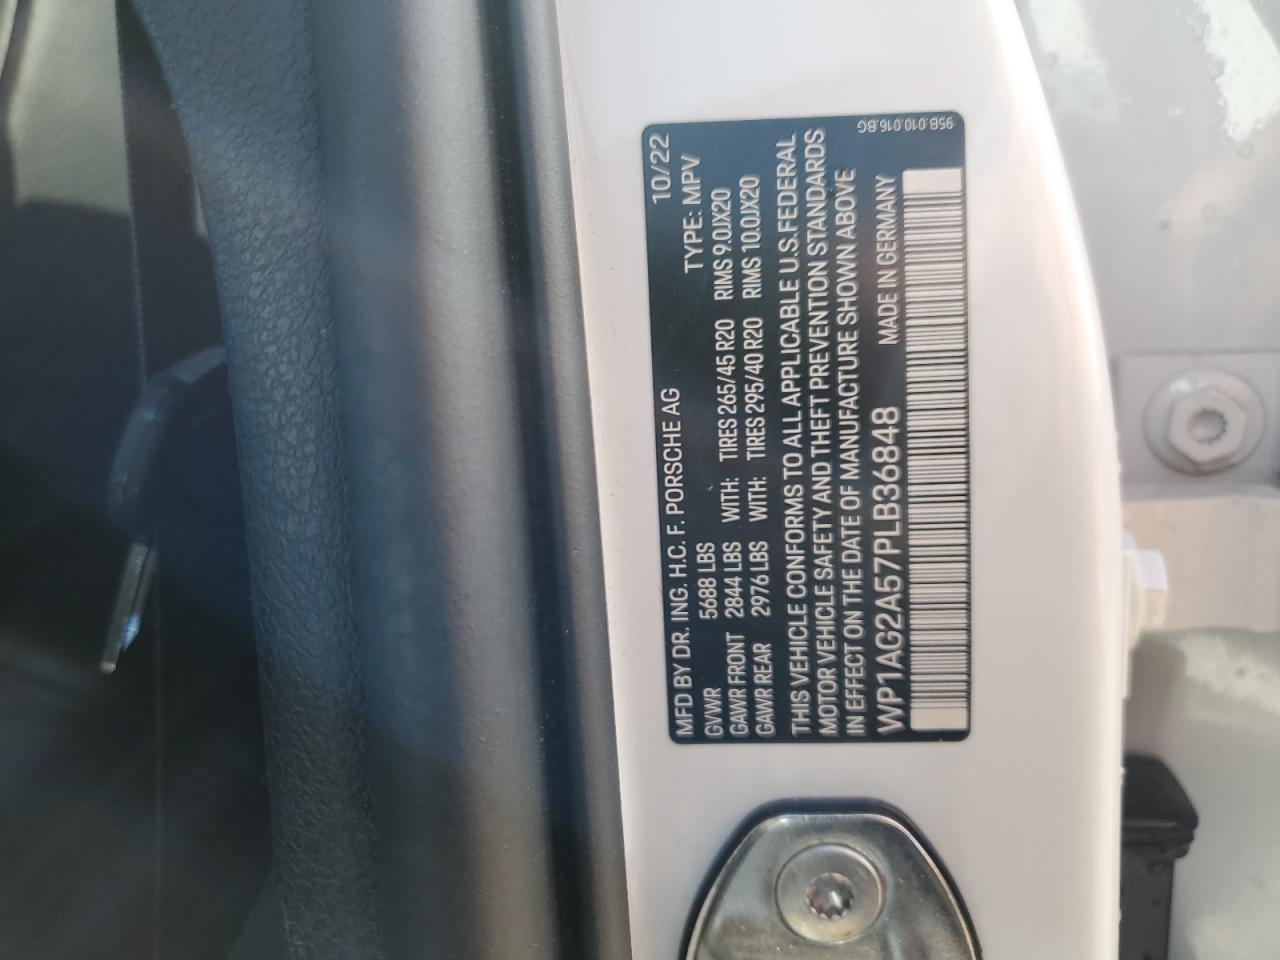 MFD BY DR. ING. H.C. F. PORSCHE AG 10/22
GVWR 5688 LBS TYPE: MPV
GAWR FRONT 2844 LBS WITH: TIRES 265/45 R20 RIMS 9.0JX20
GAWR REAR 2976 LBS WITH: TIRES 295/40 R20 RIMS 10.0JX20
THIS VEHICLE CONFORMS TO ALL APPLICABLE U.S. FEDERAL
MOTOR VEHICLE SAFETY AND THEFT PREVENTION STANDARDS
IN EFFECT ON THE DATE OF MANUFACTURE SHOWN ABOVE
WP1AG2A57PLB36848 MADE IN GERMANY
95B.010.016.BG